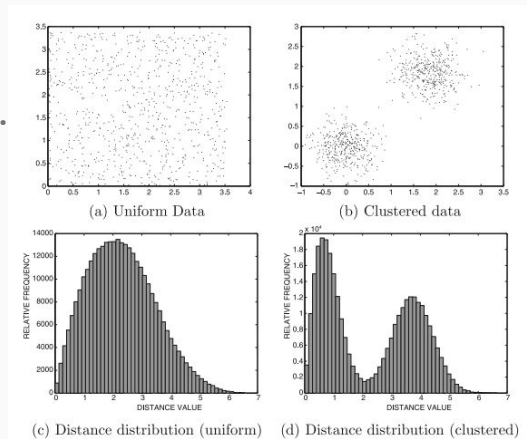 3.5
3
2.5
2
1.5
1
0.5
0
0 0.5 1 1.5 2 2.5 3 3.5 4
(a) Uniform Data
3
2.5
2
1.5
1
0.5
0
−0.5
−1
−1 −0.5 0 0.5 1 1.5 2 2.5 3 3.5
(b) Clustered data
14000
12000
10000
8000
6000
4000
2000
0
RELATIVE FREQUENCY
0 1 2 3 4 5 6 7
DISTANCE VALUE
(c) Distance distribution (uniform)
2 × 10⁴
1.8
1.6
1.4
1.2
1
0.8
0.6
0.4
0.2
0
RELATIVE FREQUENCY
0 1 2 3 4 5 6 7
DISTANCE VALUE
(d) Distance distribution (clustered)